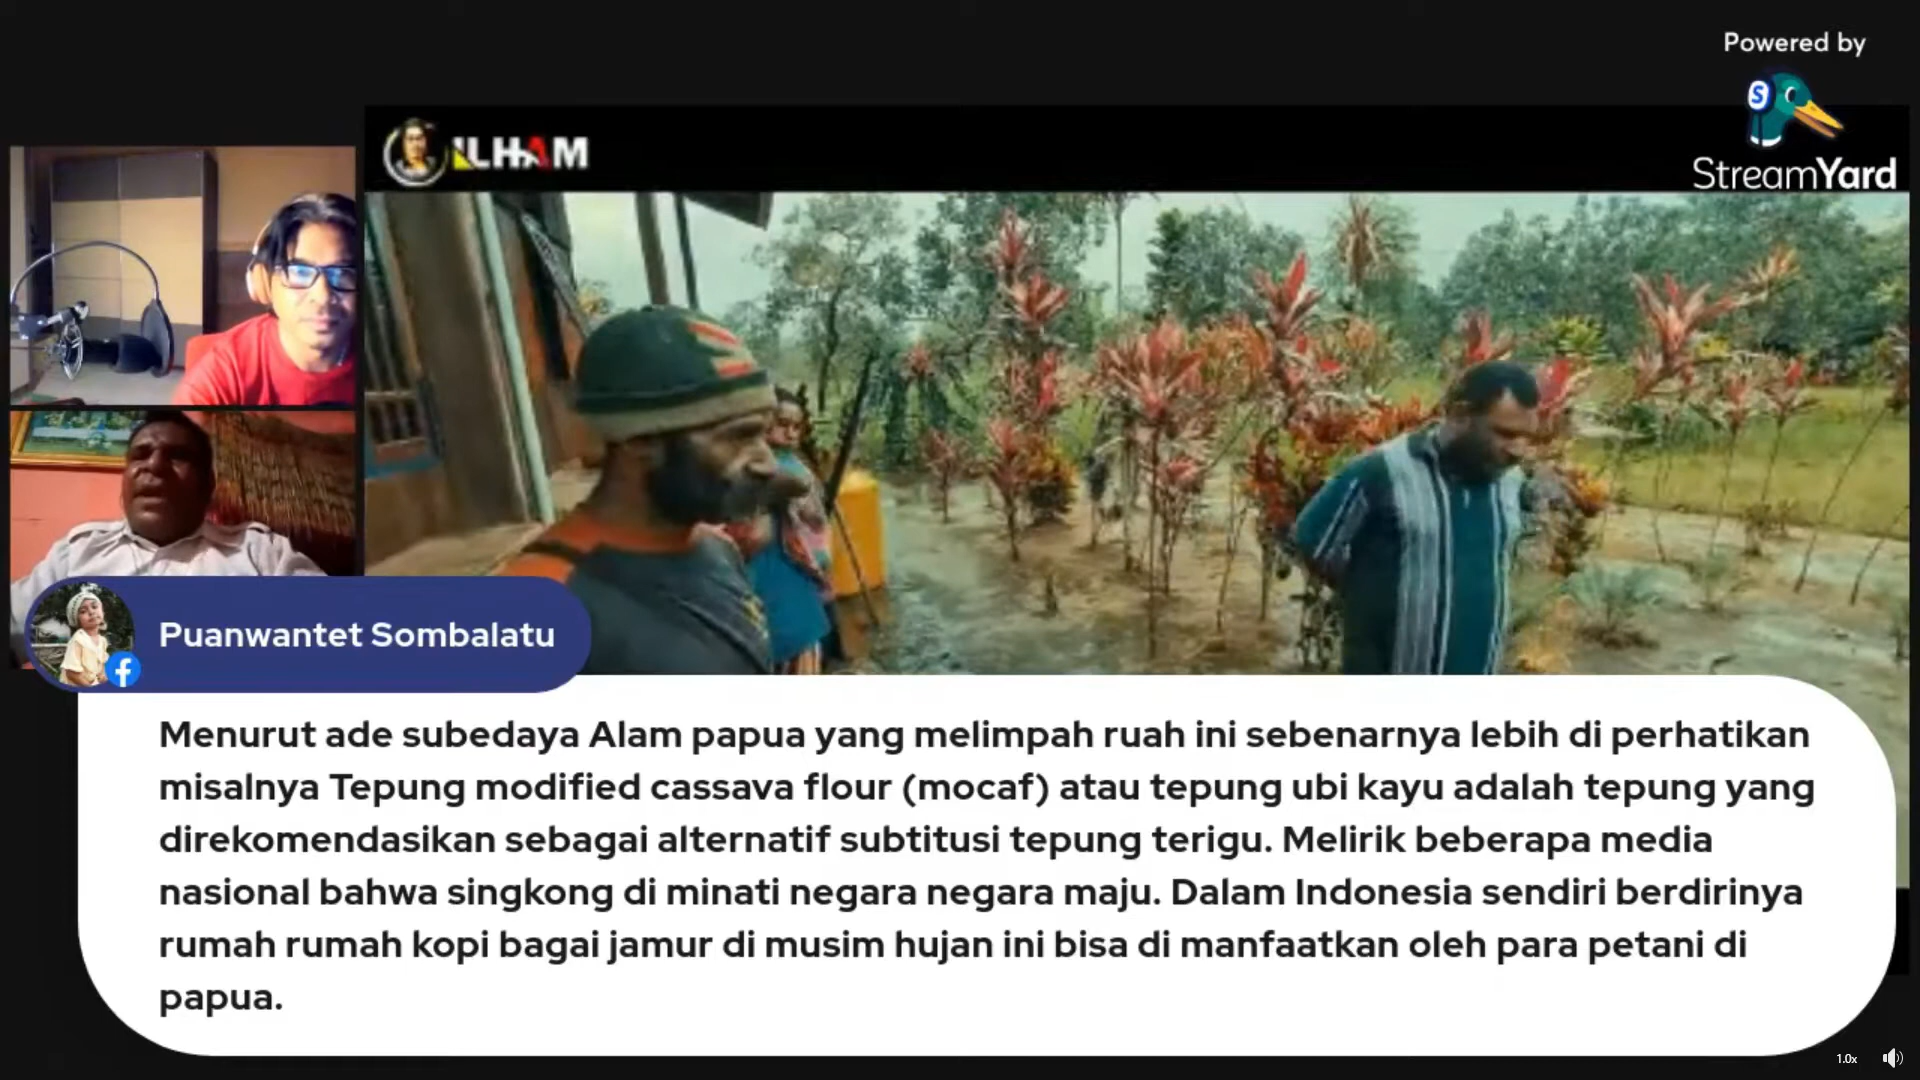 Powered by
StreamYard
ILHAM
Puanwantet Sombalatu
Menurut ade subedaya Alam papua yang melimpah ruah ini sebenarnya lebih di perhatikan
misalnya Tepung modified cassava flour (mocaf) atau tepung ubi kayu adalah tepung yang
direkomendasikan sebagai alternatif subtitusi tepung terigu. Melirik beberapa media
nasional bahwa singkong di minati negara negara maju. Dalam Indonesia sendiri berdirinya
rumah rumah kopi bagai jamur di musim hujan ini bisa di manfaatkan oleh para petani di
papua.
1.0x